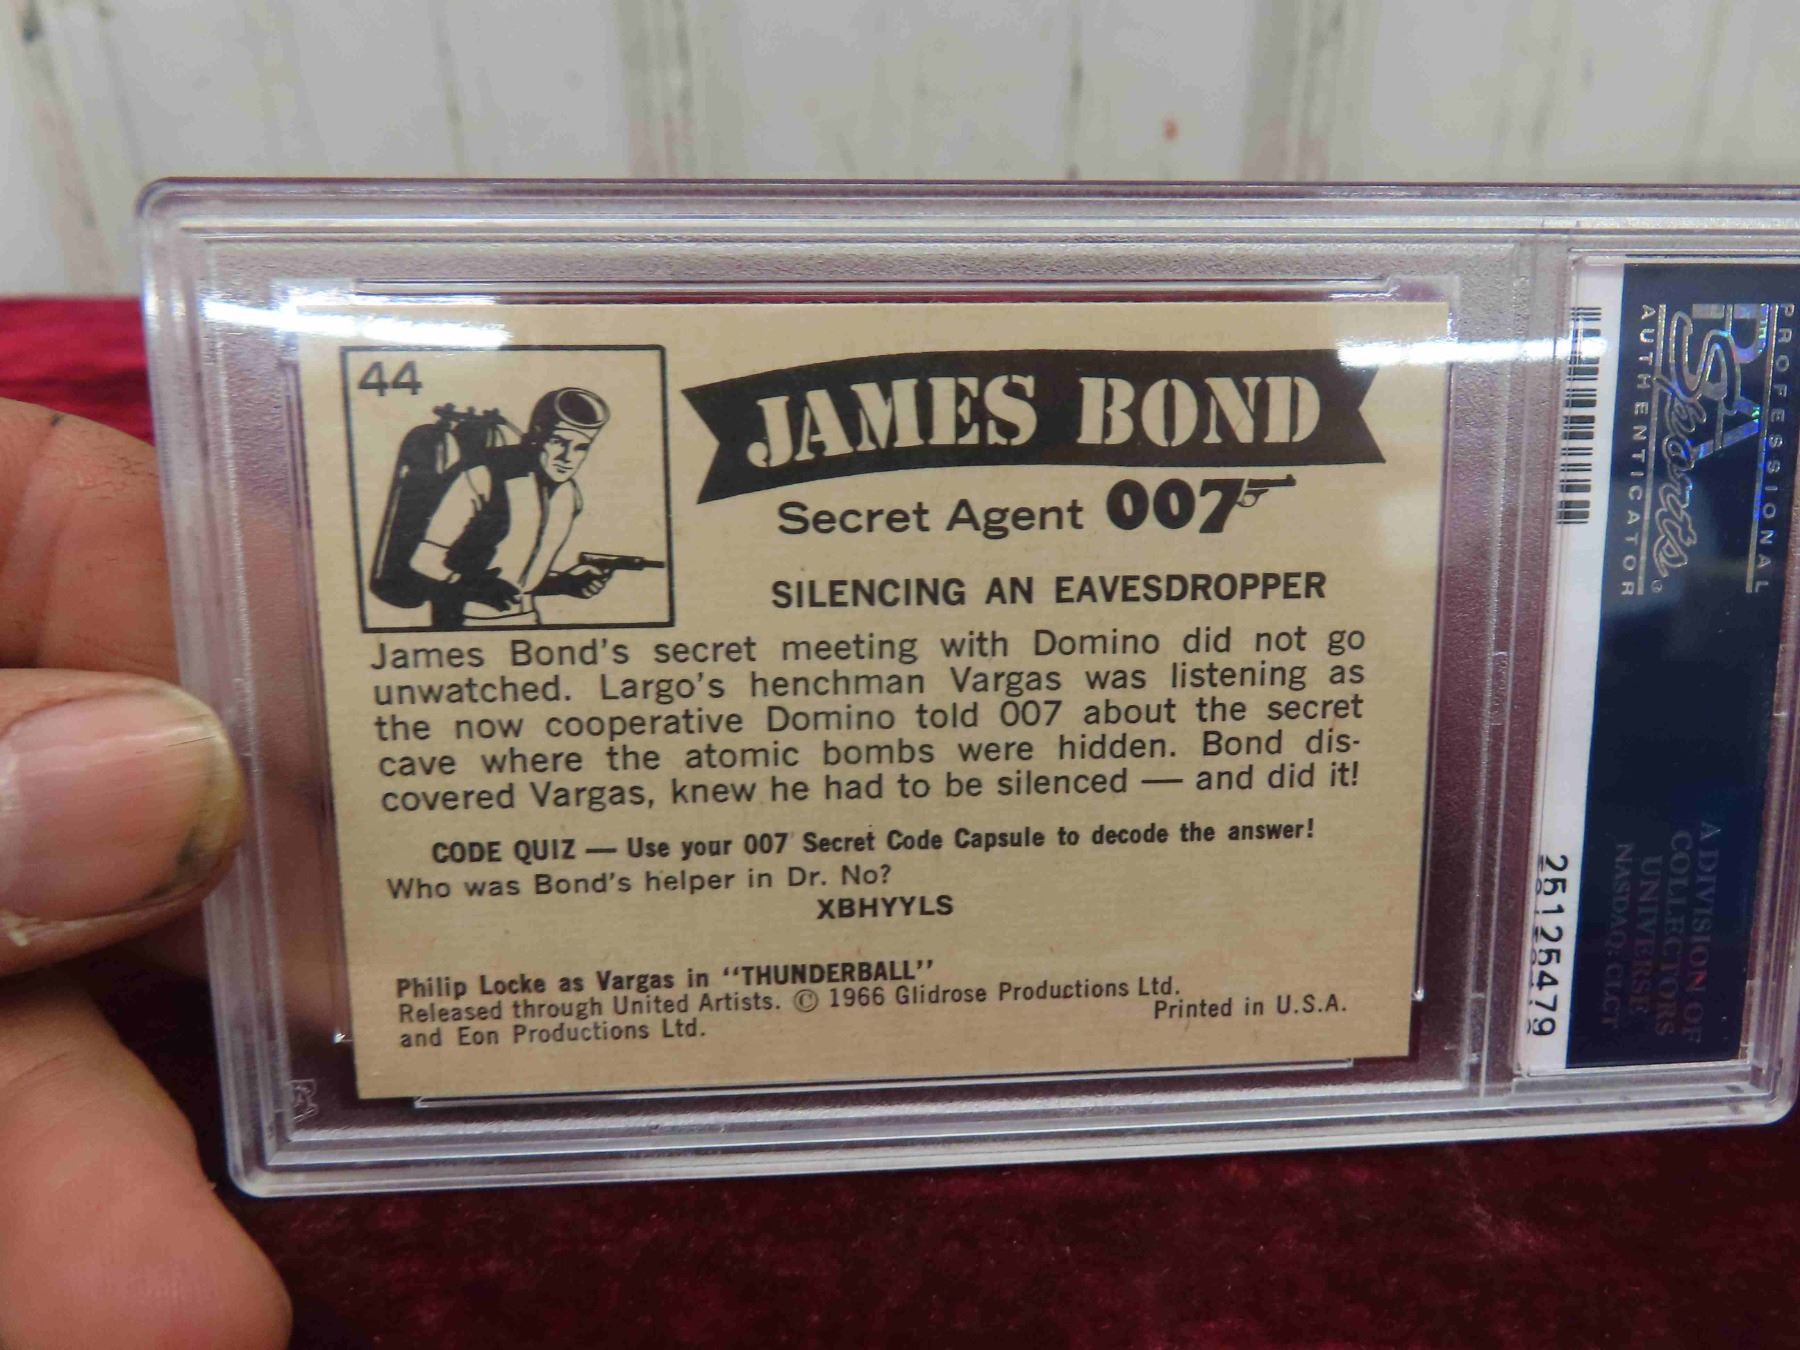 44
JAMES BOND
Secret Agent 007
SILENCING AN EAVESDROPPER
James Bond's secret meeting with Domino did not go
unwatched. Largo's henchman Vargas was listening as
the now cooperative Domino told 007 about the secret
cave where the atomic bombs were hidden. Bond dis-
covered Vargas, knew he had to be silenced — and did it!
CODE QUIZ — Use your 007 Secret Code Capsule to decode the answer!
Who was Bond's helper in Dr. No?
XBHYYLS
Philip Locke as Vargas in "THUNDERBALL"
Released through United Artists. © 1966 Glidrose Productions Ltd.
and Eon Productions Ltd.
Printed in U.S.A.
PROFESSIONAL
PSA
Sports
AUTHENTICATOR
A DIVISION OF
COLLECTORS
UNIVERSE
NASDAQ: CLCT
25125479